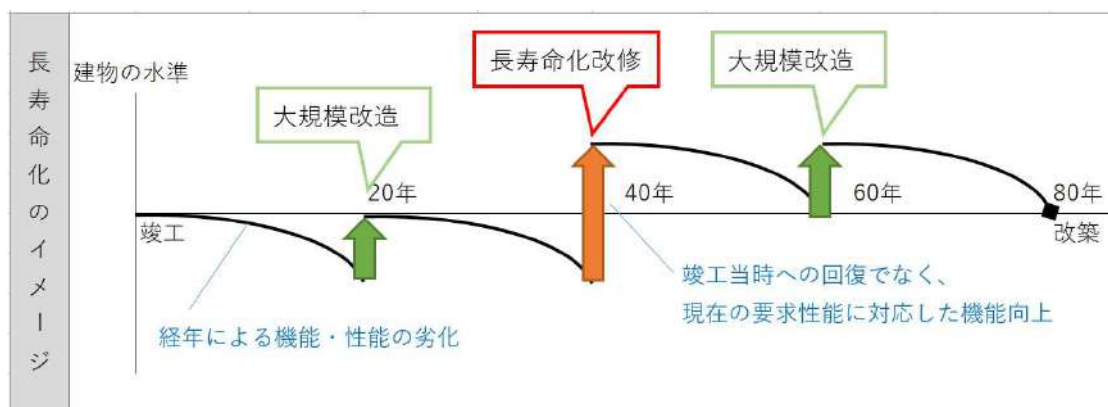 長寿命化のイメージ
建物の水準
大規模改造
長寿命化改修
大規模改造
20年
40年
60年
80年
竣工
改築
経年による機能・性能の劣化
竣工当時への回復でなく、
現在の要求性能に対応した機能向上